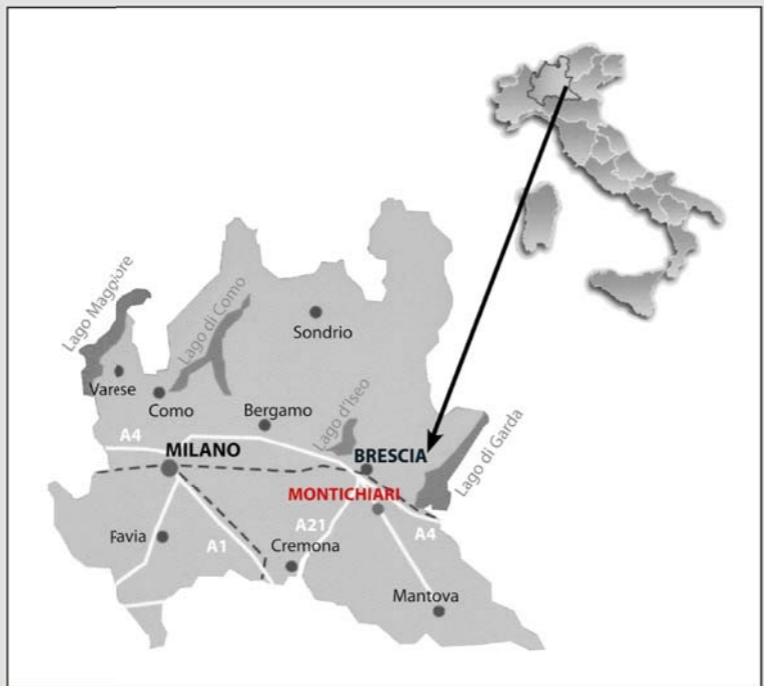 Lago Maggiore
Lago di Como
Sondrio
Varese
Como
Bergamo
Lago d'Iseo
A4
MILANO
BRESCIA
Lago di Garda
MONTICHIARI
Favia
A1
A21
A4
Cremona
Mantova